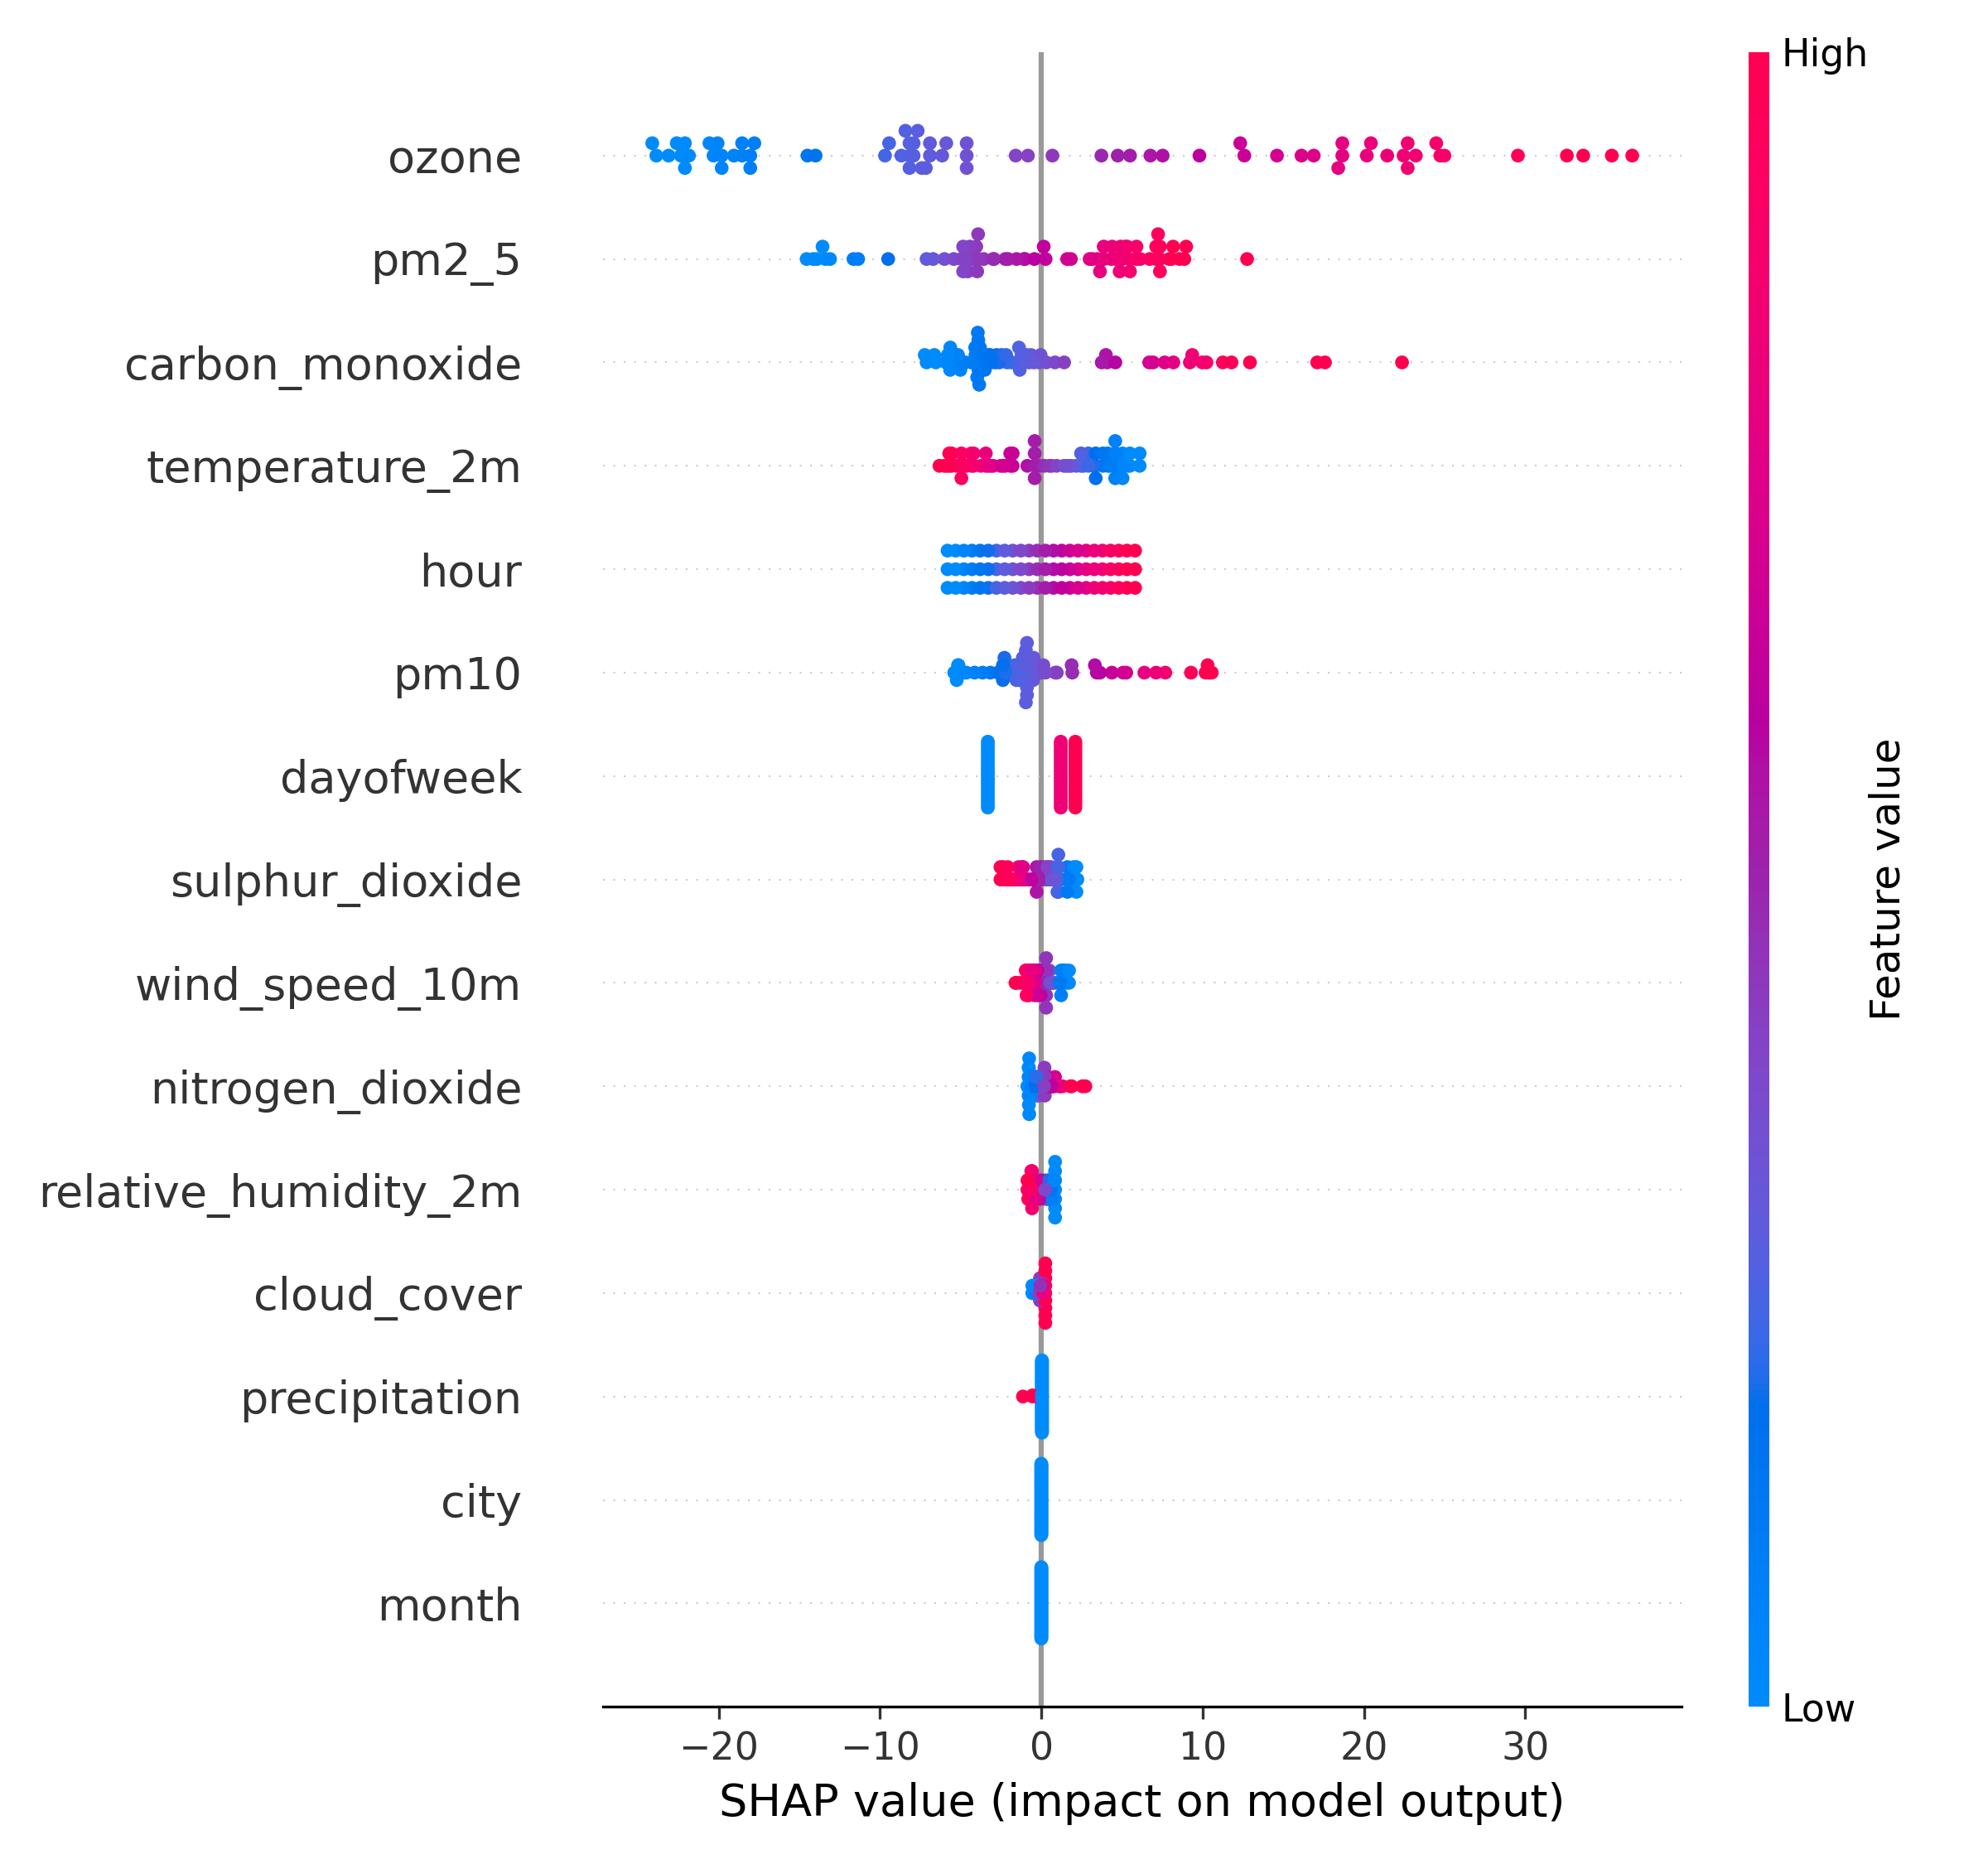 High
ozone
pm2_5
carbon_monoxide
temperature_2m
hour
pm10
dayofweek
sulphur_dioxide
wind_speed_10m
nitrogen_dioxide
relative_humidity_2m
cloud_cover
precipitation
city
month
Feature value
Low
−20 −10 0 10 20 30
SHAP value (impact on model output)